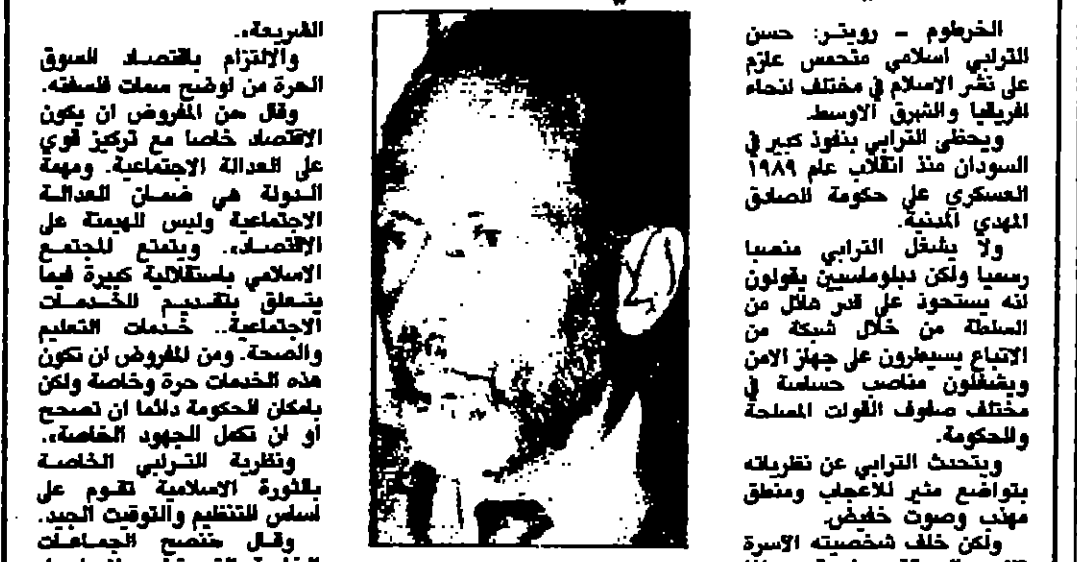 الخرطوم – رويتر: حسن
الترابي اسلامي متحمس عازم
على نشر الاسلام في مختلف انحاء
افريقيا والشرق الاوسط.
ويحظى الترابي بنفوذ كبير في
السودان منذ انقلاب عام ١٩٨٩
العسكري على حكومة الصادق
المهدي المدنية.
ولا يشغل الترابي منصبا
رسميا ولكن دبلوماسيين يقولون
انه يستحوذ على قدر هائل من
السلطة من خلال شبكة من
الاتباع يسيطرون على جهاز الامن
ويشغلون مناصب حساسة في
مختلف صفوف القوات المسلحة
والحكومة.
ويتحدث الترابي عن نظرياته
بتواضع مثير للاعجاب ومنطق
مهذب وصوت خفيض.
ولكن خلف شخصيته الآسرة
الشريعة».
والالتزام باقتصاد السوق
الحرة من اوضح سمات فلسفته.
وقال «من المفروض ان يكون
الاقتصاد خاصا مع تركيز قوي
على العدالة الاجتماعية. ومهمة
الدولة هي ضمان العدالة
الاجتماعية وليس الهيمنة على
الاقتصاد».. ويتمتع المجتمع
الاسلامي باستقلالية كبيرة فيما
يتعلق بتقديم الخدمات
الاجتماعية.. خدمات التعليم
والصحة. ومن المفروض ان تكون
هذه الخدمات حرة وخاصة ولكن
بامكان الحكومة دائما ان تصحح
أو ان تكمل الجهود الخاصة».
ونظرية الترابي الخاصة
بالثورة الاسلامية تقوم على
اساس التنظيم والتوقيت الجيد.
وقال «ننصح الجماعات